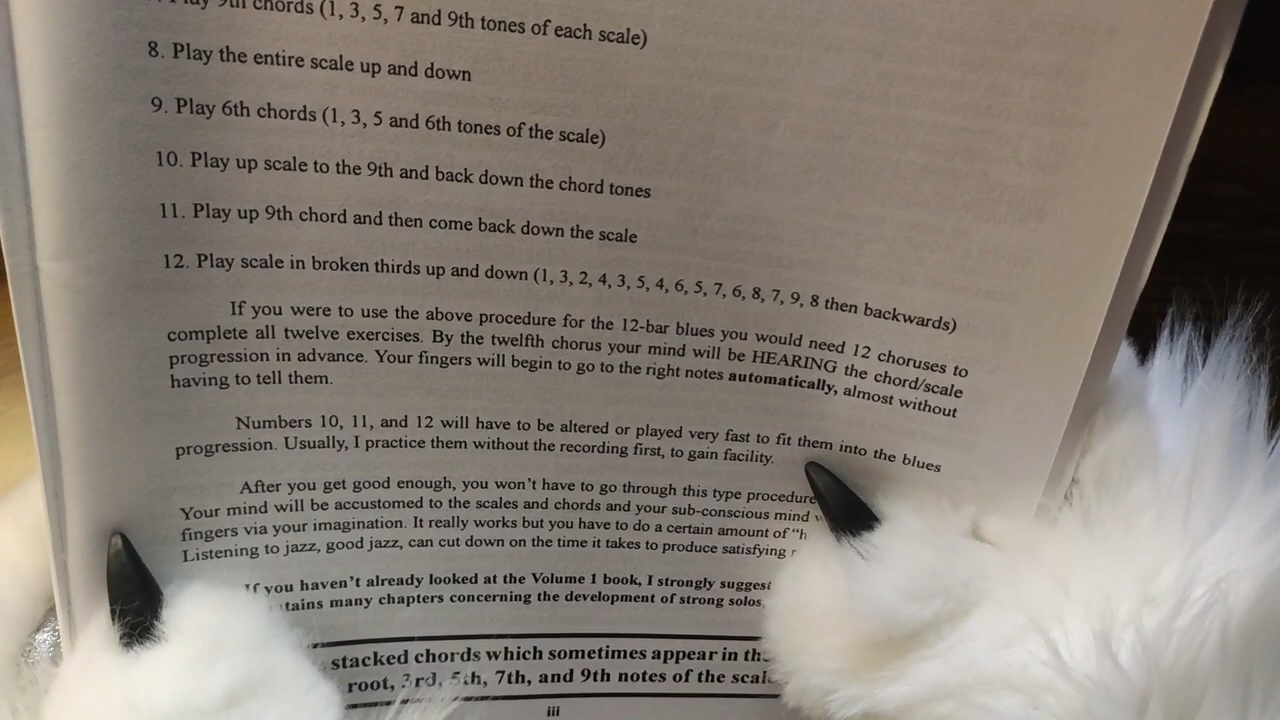 Play 9th chords (1, 3, 5, 7 and 9th tones of each scale)
8. Play the entire scale up and down
9. Play 6th chords (1, 3, 5 and 6th tones of the scale)
10. Play up scale to the 9th and back down the chord tones
11. Play up 9th chord and then come back down the scale
12. Play scale in broken thirds up and down (1, 3, 2, 4, 3, 5, 4, 6, 5, 7, 6, 8, 7, 9, 8 then backwards)
If you were to use the above procedure for the 12-bar blues you would need 12 choruses to
complete all twelve exercises. By the twelfth chorus your mind will be HEARING the chord/scale
progression in advance. Your fingers will begin to go to the right notes automatically, almost without
having to tell them.
Numbers 10, 11, and 12 will have to be altered or played very fast to fit them into the blues
progression. Usually, I practice them without the recording first, to gain facility.
After you get good enough, you won't have to go through this type procedure
Your mind will be accustomed to the scales and chords and your sub-conscious mind
fingers via your imagination. It really works but you have to do a certain amount of
Listening to jazz, good jazz, can cut down on the time it takes to produce satisfying
If you haven't already looked at the Volume 1 book, I strongly suggest
many chapters concerning the development of strong solos,
stacked chords which sometimes appear in
root, 3rd, 5th, 7th, and 9th notes of the
iii